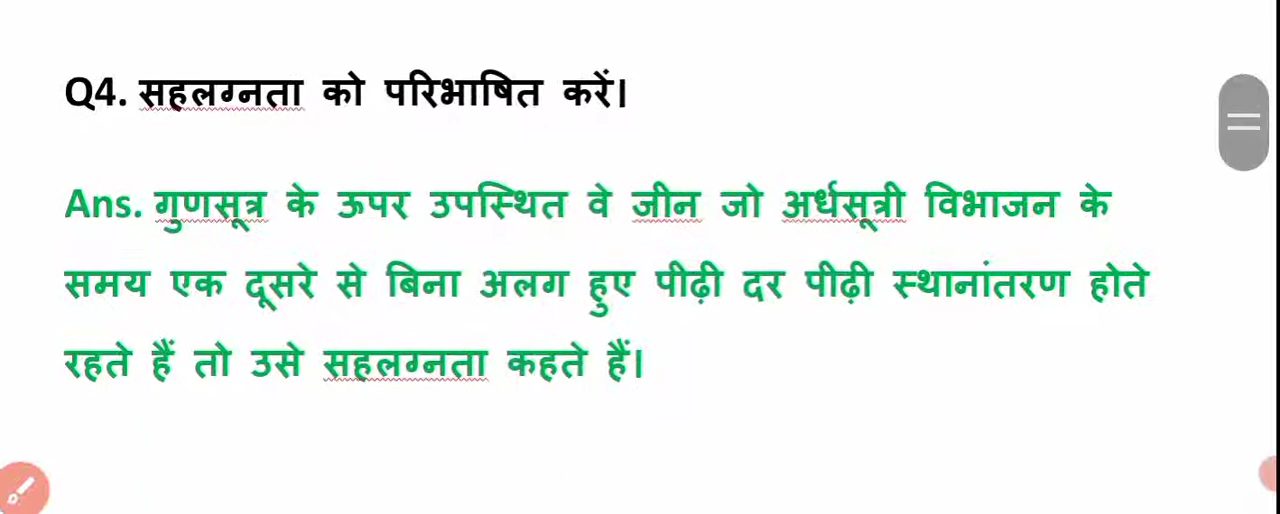 Q4. सहलग्नता को परिभाषित करें।
Ans. गुणसूत्र के ऊपर उपस्थित वे जीन जो अर्धसूत्री विभाजन के
समय एक दूसरे से बिना अलग हुए पीढ़ी दर पीढ़ी स्थानांतरण होते
रहते हैं तो उसे सहलग्नता कहते हैं।